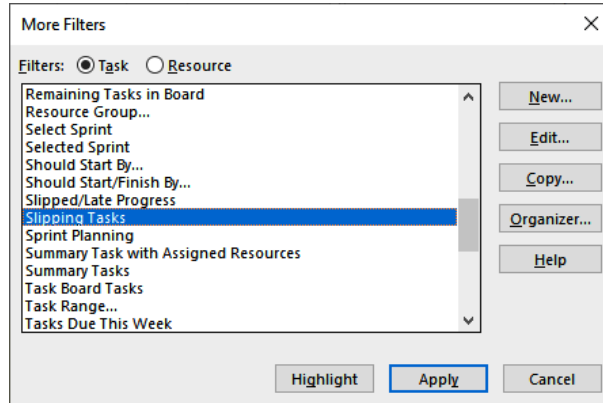 More Filters
Filters: Task Resource
Remaining Tasks in Board
Resource Group...
Select Sprint
Selected Sprint
Should Start By...
Should Start/Finish By...
Slipped/Late Progress
Slipping Tasks
Sprint Planning
Summary Task with Assigned Resources
Summary Tasks
Task Board Tasks
Task Range...
Tasks Due This Week
New...
Edit...
Copy...
Organizer...
Help
Highlight Apply Cancel